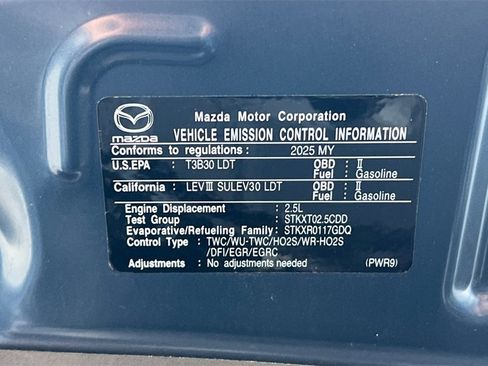 Mazda Motor Corporation
mazda VEHICLE EMISSION CONTROL INFORMATION
Conforms to regulations: 2025 MY
U.S.EPA : T3B30 LDT OBD : II
Fuel : Gasoline
California : LEVIII SULEV30 LDT OBD : II
Fuel : Gasoline
Engine Displacement : 2.5L
Test Group : STKXT02.5CDD
Evaporative/Refueling Family: STKXR0117GDQ
Control Type : TWC/WU-TWC/HO2S/WR-HO2S
/DFI/EGR/EGRC
Adjustments : No adjustments needed (PWR9)